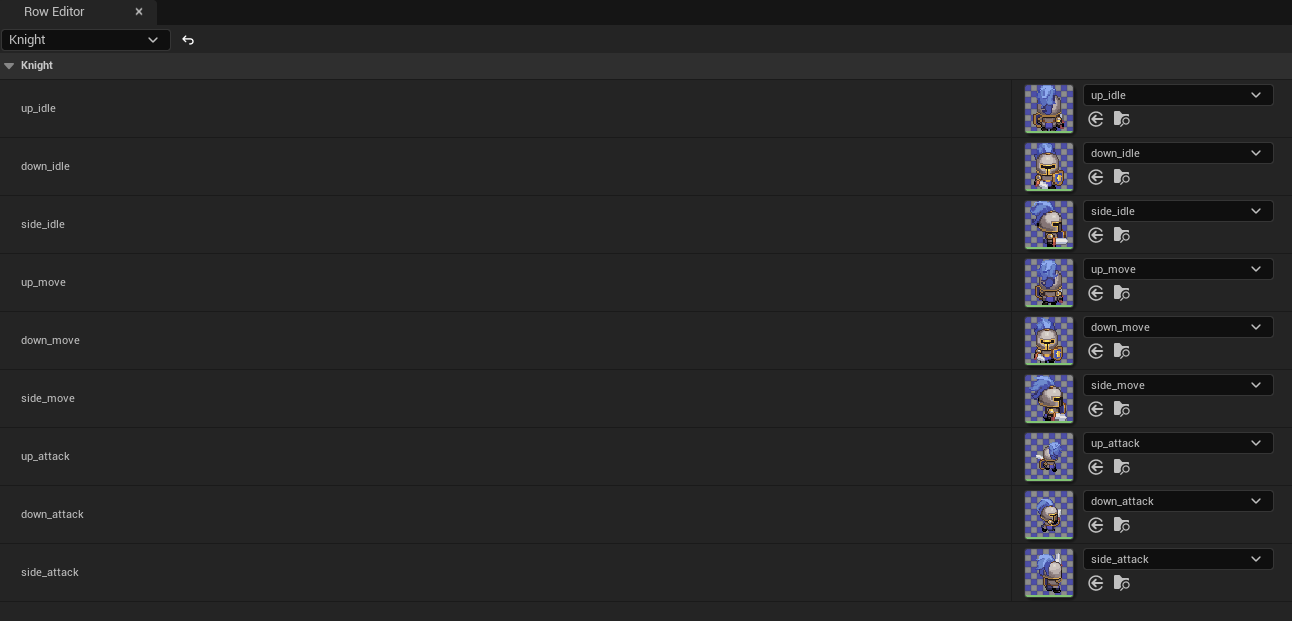 Row Editor
Knight
Knight
up_idle up_idle
down_idle down_idle
side_idle side_idle
up_move up_move
down_move down_move
side_move side_move
up_attack up_attack
down_attack down_attack
side_attack side_attack